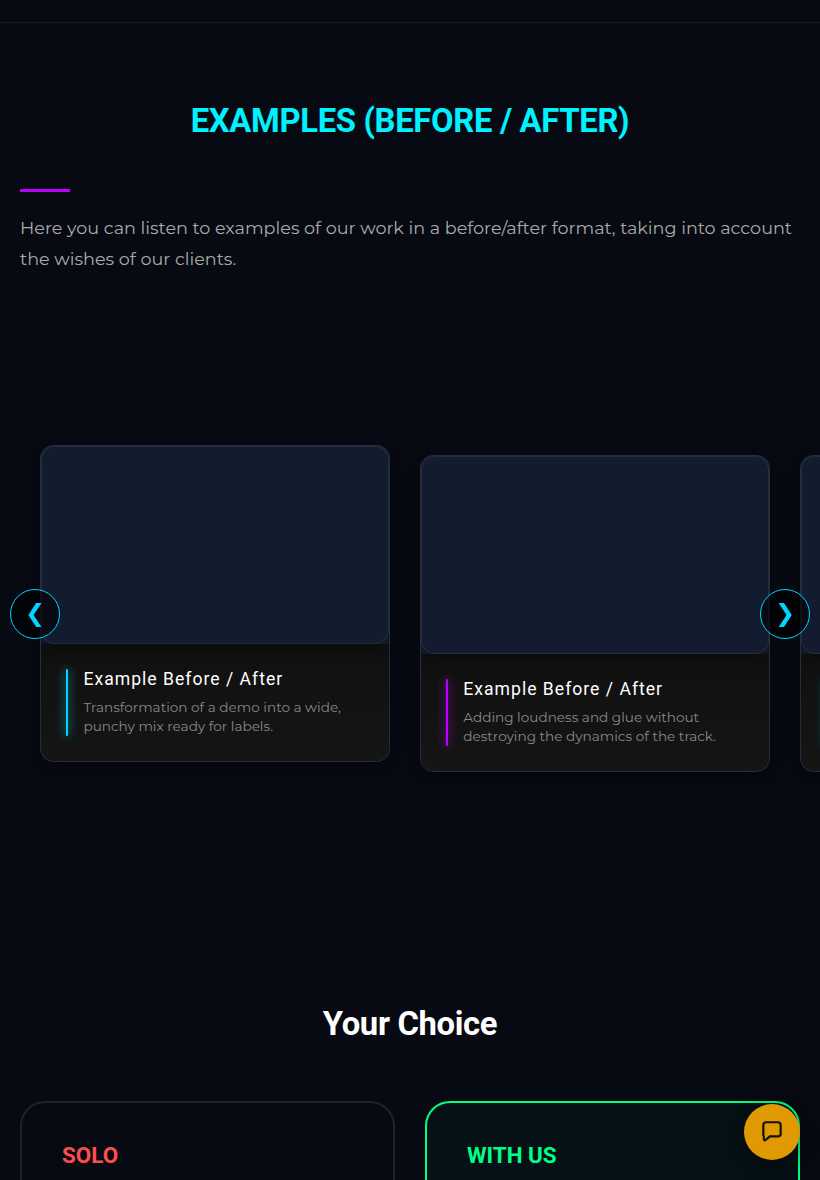 EXAMPLES (BEFORE / AFTER)
Here you can listen to examples of our work in a before/after format, taking into account
the wishes of our clients.
Example Before / After
Transformation of a demo into a wide,
punchy mix ready for labels.
Example Before / After
Adding loudness and glue without
destroying the dynamics of the track.
Your Choice
SOLO
WITH US